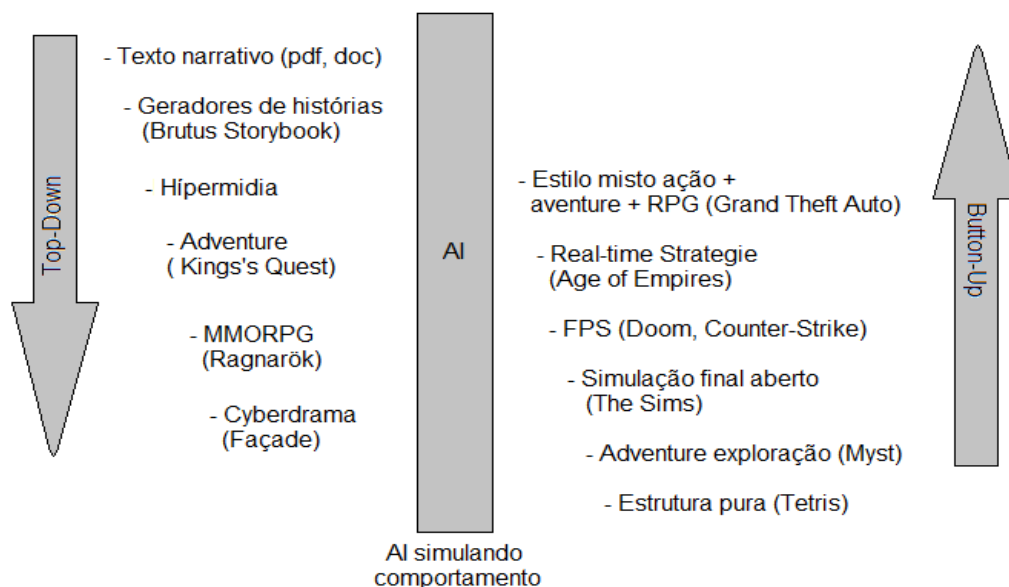 Top-Down
- Texto narrativo (pdf, doc)
- Geradores de histórias
(Brutus Storybook)
- Hípermidia
- Adventure
( Kings's Quest)
- MMORPG
(Ragnarök)
- Cyberdrama
(Façade)
AI
AI simulando
comportamento
- Estilo misto ação +
aventure + RPG (Grand Theft Auto)
- Real-time Strategie
(Age of Empires)
- FPS (Doom, Counter-Strike)
- Simulação final aberto
(The Sims)
- Adventure exploração (Myst)
- Estrutura pura (Tetris)
Button-Up